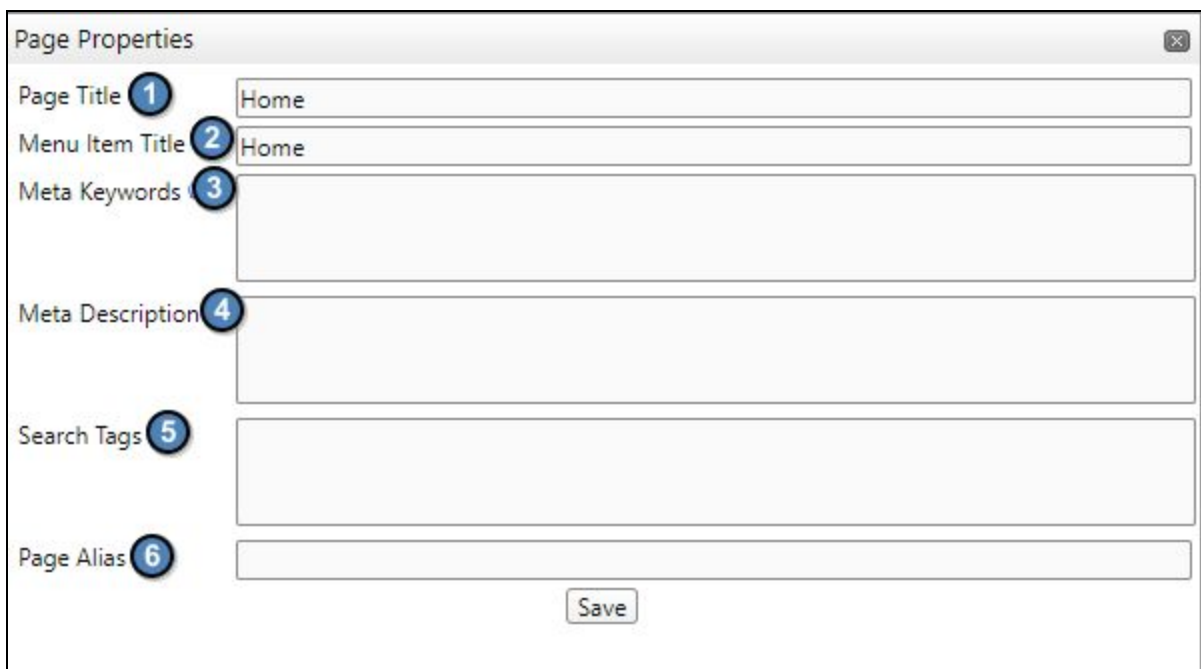 Page Properties
Page Title 1 Home
Menu Item Title 2 Home
Meta Keywords 3
Meta Description 4
Search Tags 5
Page Alias 6
Save